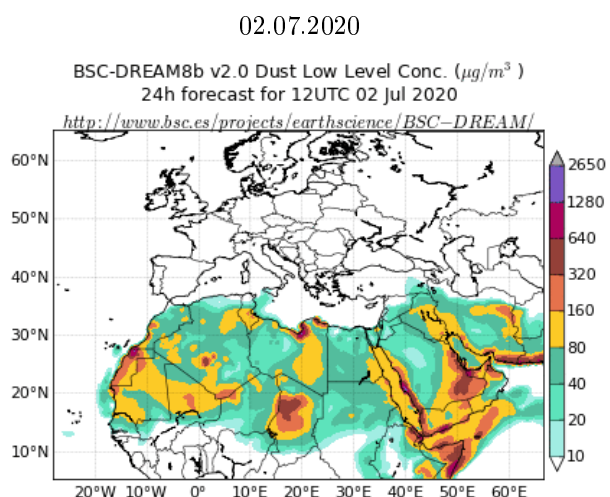 02.07.2020
BSC-DREAM8b v2.0 Dust Low Level Conc. (μg/m³ )
24h forecast for 12UTC 02 Jul 2020
http://www.bsc.es/projects/earthscience/BSC−DREAM/
60°N
50°N
40°N
30°N
20°N
10°N
20°W 10°W 0° 10°E 20°E 30°E 40°E 50°E 60°E
2650
1280
640
320
160
80
40
20
10